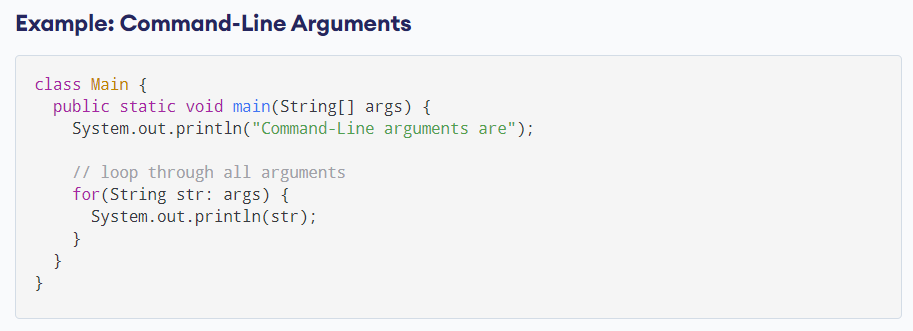 Example: Command-Line Arguments
class Main {
  public static void main(String[] args) {
    System.out.println("Command-Line arguments are");
    // loop through all arguments
    for(String str: args) {
      System.out.println(str);
    }
  }
}